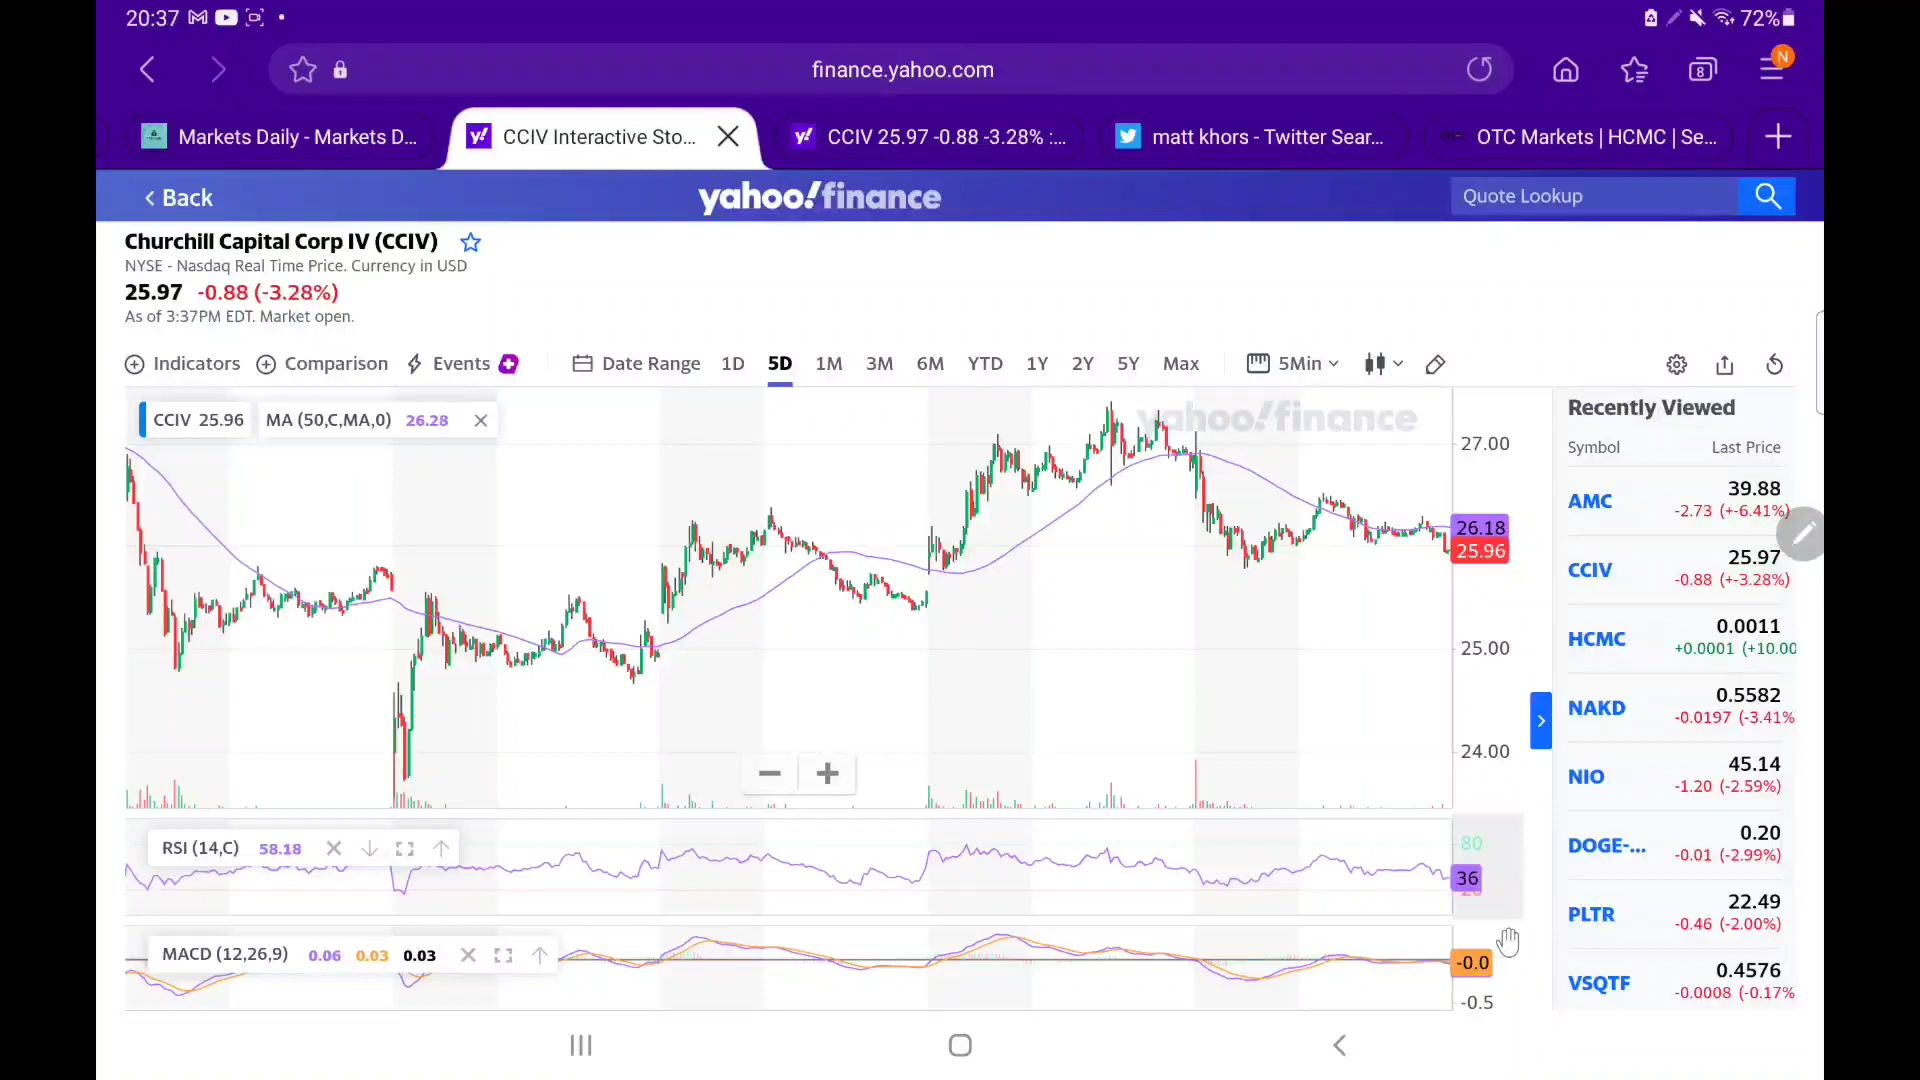 20:37
72%
finance.yahoo.com
8
N
Markets Daily - Markets D...
CCIV Interactive Sto...
CCIV 25.97 -0.88 -3.28% :...
matt khors - Twitter Sear...
OTC Markets | HCMC | Se...
Back
yahoo!finance
Quote Lookup
Churchill Capital Corp IV (CCIV)
NYSE - Nasdaq Real Time Price. Currency in USD
25.97 -0.88 (-3.28%)
As of 3:37PM EDT. Market open.
Indicators Comparison Events Date Range 1D 5D 1M 3M 6M YTD 1Y 2Y 5Y Max 5Min
CCIV 25.96 MA (50,C,MA,0) 26.28
yahoo!finance
27.00
26.18
25.96
25.00
24.00
RSI (14,C) 58.18
80
36
MACD (12,26,9) 0.06 0.03 0.03
-0.0
-0.5
Recently Viewed
Symbol Last Price
AMC 39.88
-2.73 (+-6.41%)
CCIV 25.97
-0.88 (+-3.28%)
HCMC 0.0011
+0.0001 (+10.00
NAKD 0.5582
-0.0197 (-3.41%
NIO 45.14
-1.20 (-2.59%)
DOGE-... 0.20
-0.01 (-2.99%)
PLTR 22.49
-0.46 (-2.00%)
VSQTF 0.4576
-0.0008 (-0.17%